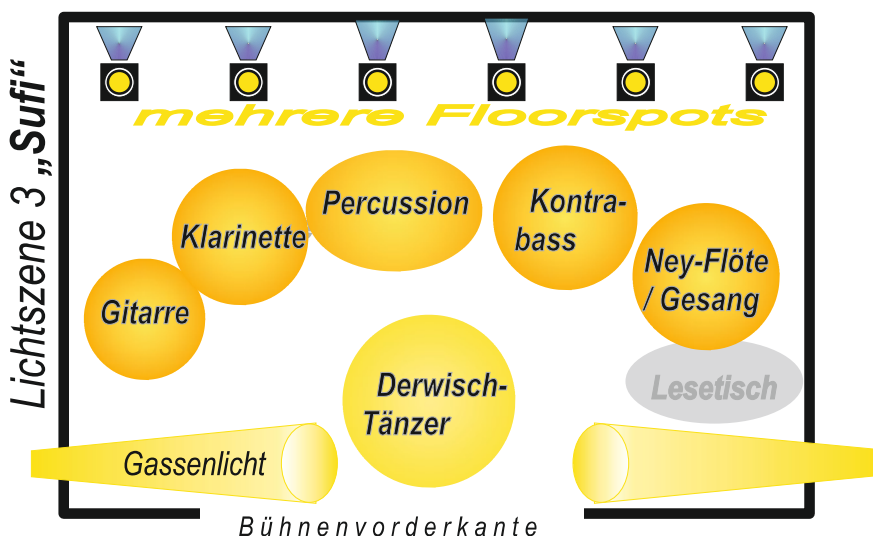 Lichtszene 3 „Sufi“
mehrere Floorspots
Percussion
Kontra-
bass
Klarinette
Ney-Flöte
/ Gesang
Gitarre
Derwisch-
Tänzer
Lesetisch
Gassenlicht
Bühnenvorderkante